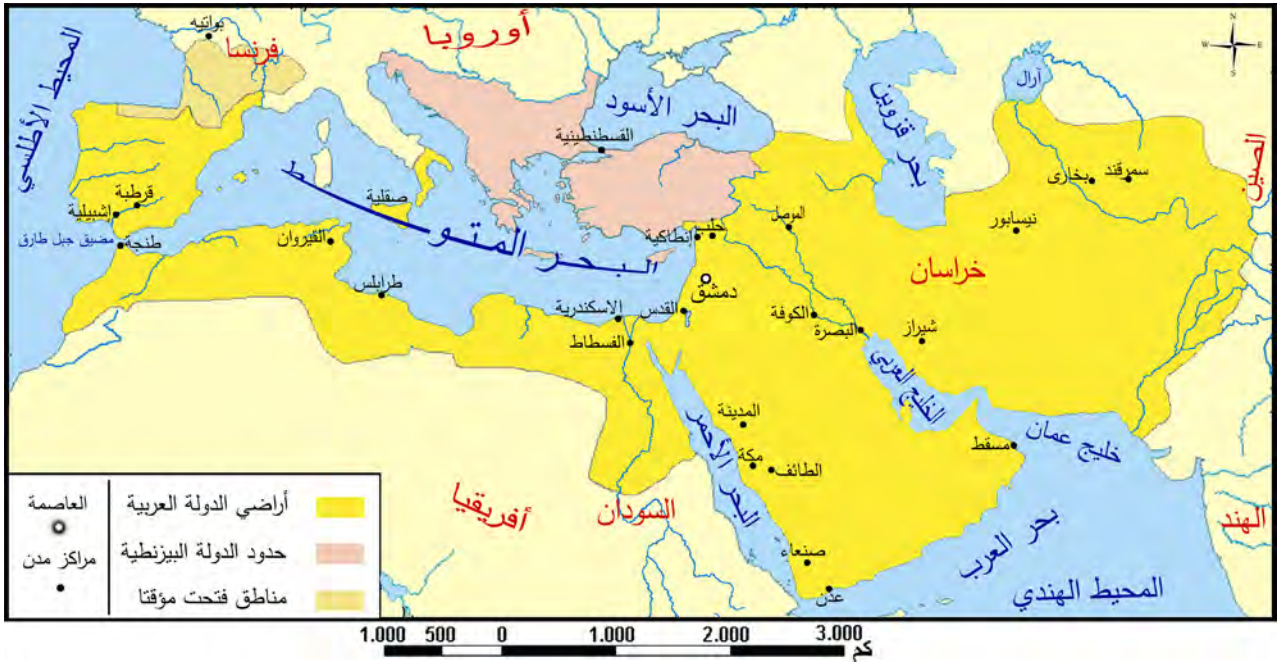 أوروبا
بواتيه
فرنسا
المحيط الأطلسي
البحر الأسود
القسطنطينية
بحر قزوين
آرال
الصين
سمرقند
بخارى
نيسابور
خراسان
شيراز
قرطبة
إشبيلية
مضيق جبل طارق
طنجة
القيروان
صقلية
البحر المتوسط
طرابلس
الموصل
حلب
إنطاكية
دمشق
القدس
الاسكندرية
الفسطاط
الكوفة
البصرة
الخليج العربي
خليج عمان
مسقط
المدينة
مكة
الطائف
البحر الأحمر
صنعاء
عدن
بحر العرب
المحيط الهندي
الهند
السودان
أفريقيا
أراضي الدولة العربية
حدود الدولة البيزنطية
مناطق فتحت مؤقتا
العاصمة
مراكز مدن
N
W E
S
1.000 500 0 1.000 2.000 3.000
كم